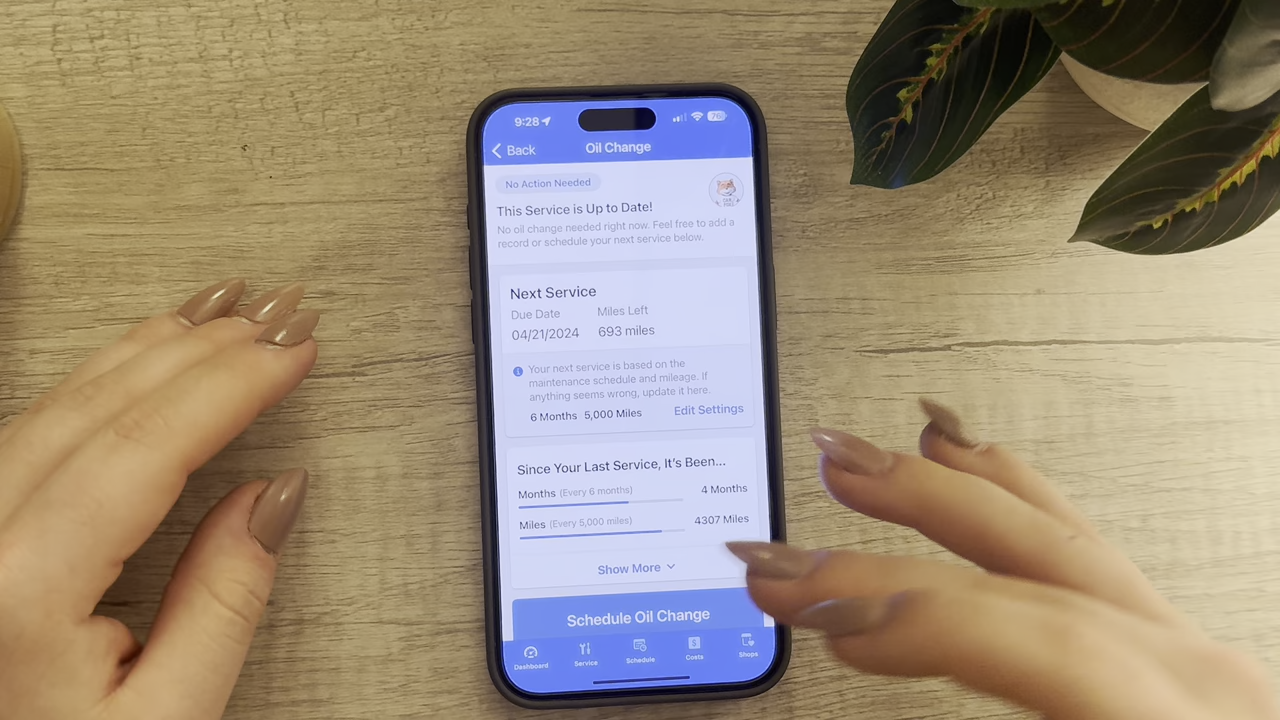 9:28
76
Back
Oil Change
No Action Needed
This Service is Up to Date!
No oil change needed right now. Feel free to add a
record or schedule your next service below.
Next Service
Due Date Miles Left
04/21/2024 693 miles
Your next service is based on the
maintenance schedule and mileage. If
anything seems wrong, update it here.
6 Months 5,000 Miles Edit Settings
Since Your Last Service, It's Been...
Months (Every 6 months) 4 Months
Miles (Every 5,000 miles) 4307 Miles
Show More
Schedule Oil Change
Dashboard Service Schedule Costs Shops